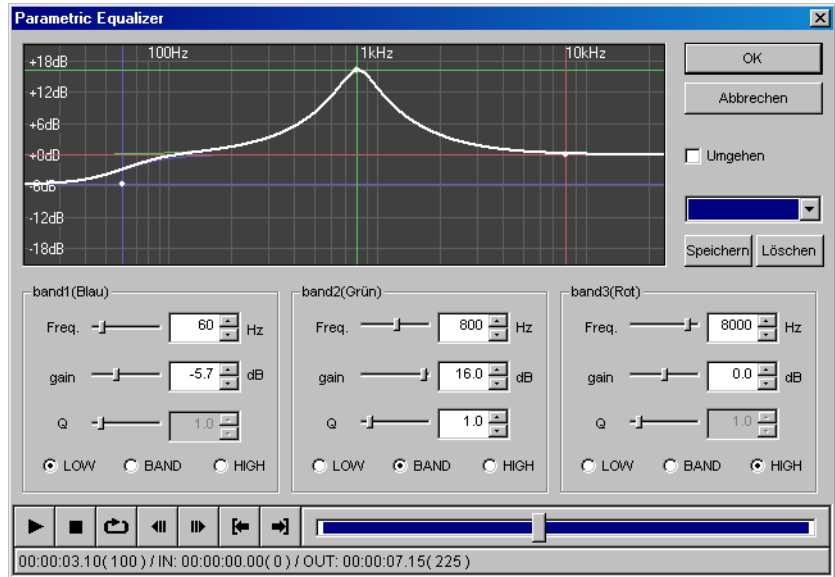 Parametric Equalizer
100Hz 1kHz 10kHz
+18dB
+12dB
+6dB
+0dB
-6dB
-12dB
-18dB
OK
Abbrechen
Umgehen
Speichern Löschen
band1(Blau)
Freq. 60 Hz
gain -5.7 dB
Q 1.0
LOW BAND HIGH
band2(Grün)
Freq. 800 Hz
gain 16.0 dB
Q 1.0
LOW BAND HIGH
band3(Rot)
Freq. 8000 Hz
gain 0.0 dB
Q 1.0
LOW BAND HIGH
00:00:03.10( 100 ) / IN: 00:00:00.00( 0 ) / OUT: 00:00:07.15( 225 )